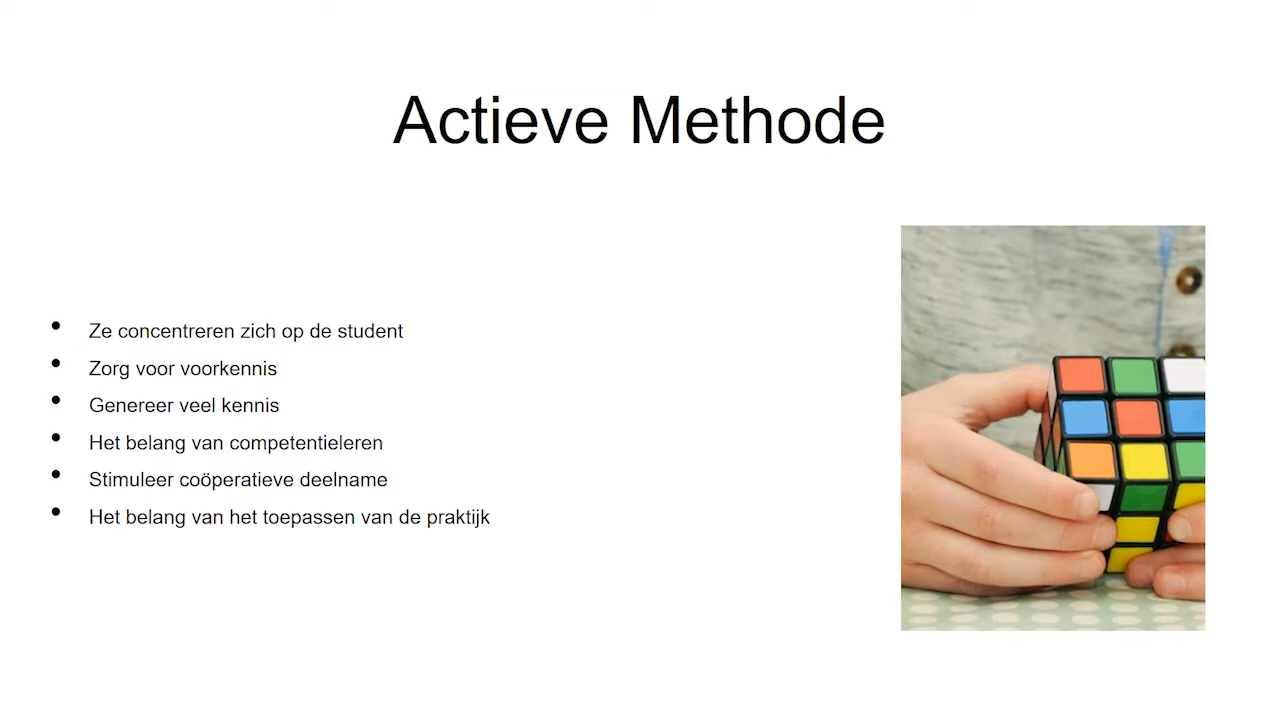 Actieve Methode
Ze concentreren zich op de student
Zorg voor voorkennis
Genereer veel kennis
Het belang van competentieleren
Stimuleer coöperatieve deelname
Het belang van het toepassen van de praktijk